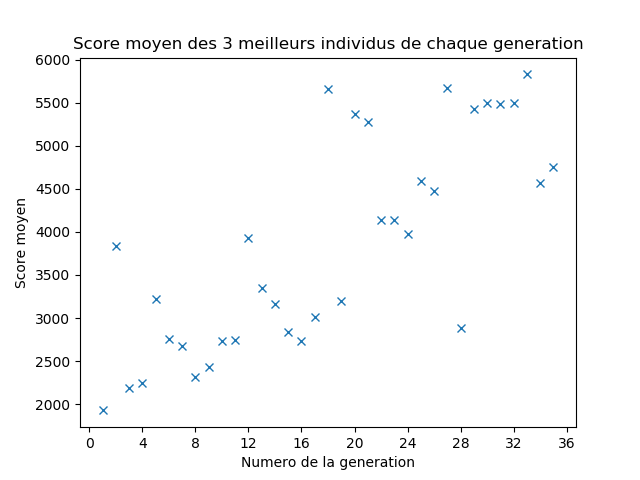 Score moyen des 3 meilleurs individus de chaque generation
6000
5500
5000
4500
4000
3500
3000
2500
2000
Score moyen
0 4 8 12 16 20 24 28 32 36
Numero de la generation